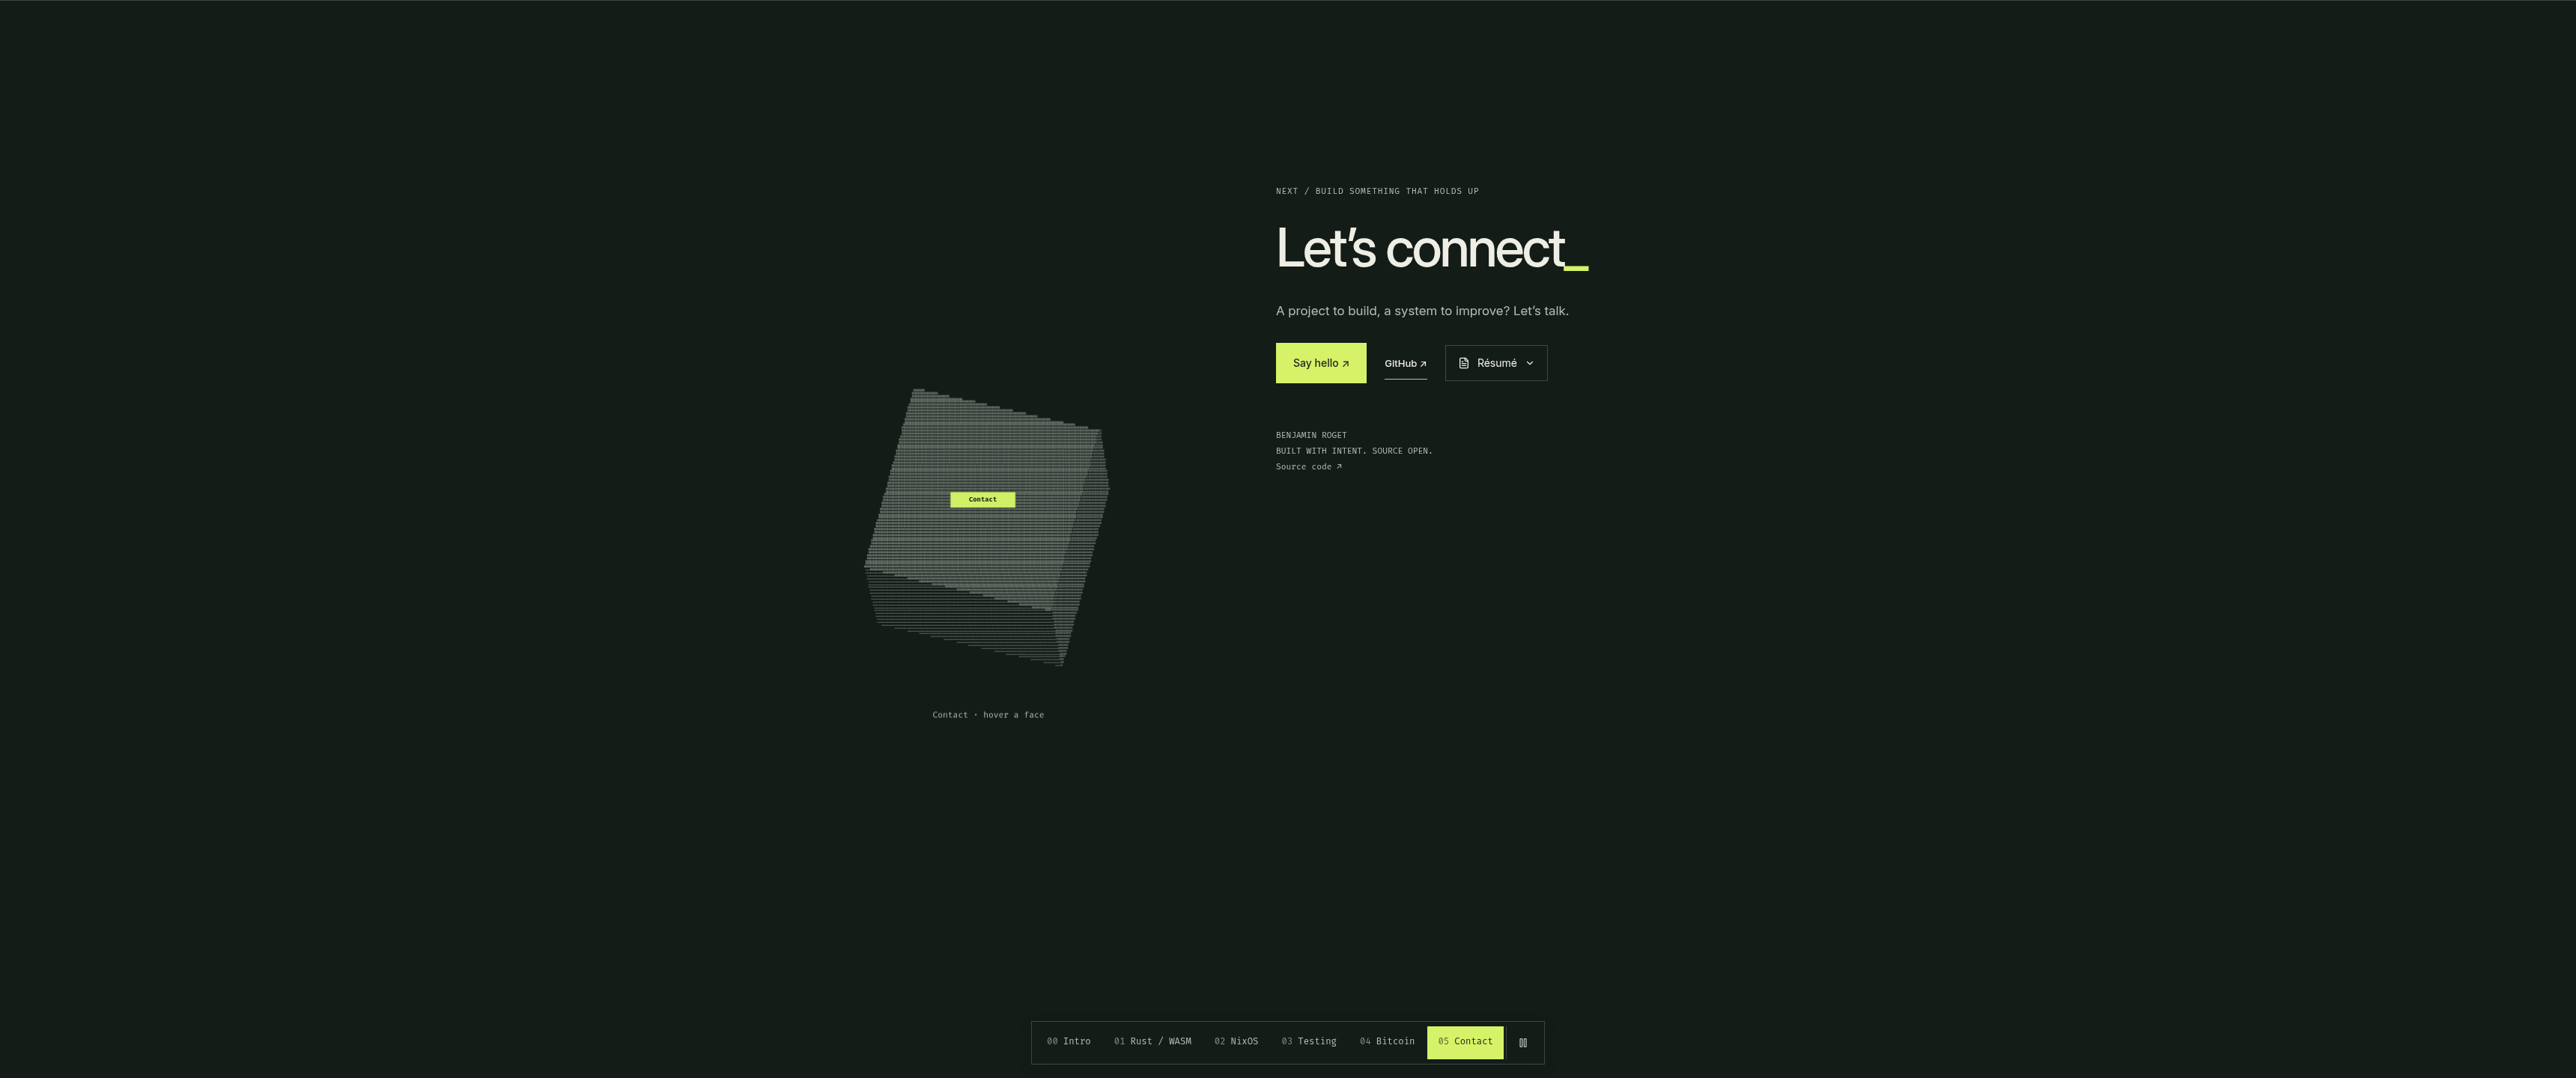 NEXT / BUILD SOMETHING THAT HOLDS UP
Let’s connect_
A project to build, a system to improve? Let’s talk.
Say hello ↗ GitHub ↗ Résumé
BENJAMIN ROGET
BUILT WITH INTENT. SOURCE OPEN.
Source code ↗
Contact
Contact · hover a face
00 Intro 01 Rust / WASM 02 NixOS 03 Testing 04 Bitcoin 05 Contact